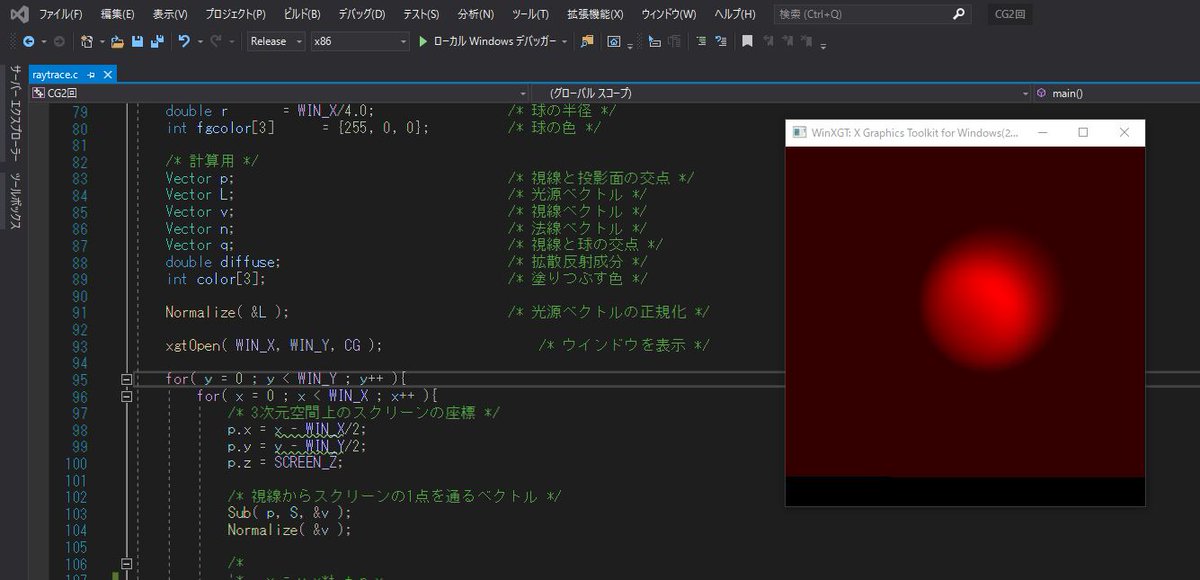 ファイル(F) 編集(E) 表示(V) プロジェクト(P) ビルド(B) デバッグ(D) テスト(S) 分析(N) ツール(T) 拡張機能(X) ウィンドウ(W) ヘルプ(H) 検索 (Ctrl+Q) CG2回
Release x86 ローカル Windows デバッガー
サーバー エクスプローラー
ツールボックス
raytrace.c
CG2回 (グローバル スコープ) main()
79 double r = WIN_X/4.0; /* 球の半径 */
80 int fgcolor[3] = {255, 0, 0}; /* 球の色 */
81
82 /* 計算用 */
83 Vector p; /* 視線と投影面の交点 */
84 Vector L; /* 光源ベクトル */
85 Vector v; /* 視線ベクトル */
86 Vector n; /* 法線ベクトル */
87 Vector q; /* 視線と球の交点 */
88 double diffuse; /* 拡散反射成分 */
89 int color[3]; /* 塗りつぶす色 */
90
91 Normalize( &L ); /* 光源ベクトルの正規化 */
92
93 xgtOpen( WIN_X, WIN_Y, CG ); /* ウインドウを表示 */
94
95 for( y = 0 ; y < WIN_Y ; y++ ){
96 for( x = 0 ; x < WIN_X ; x++ ){
97 /* 3次元空間上のスクリーンの座標 */
98 p.x = x - WIN_X/2;
99 p.y = y - WIN_Y/2;
100 p.z = SCREEN_Z;
101
102 /* 視線からスクリーンの1点を通るベクトル */
103 Sub( p, S, &v );
104 Normalize( &v );
105
106 /*
WinXGT: X Graphics Toolkit for Windows(2...